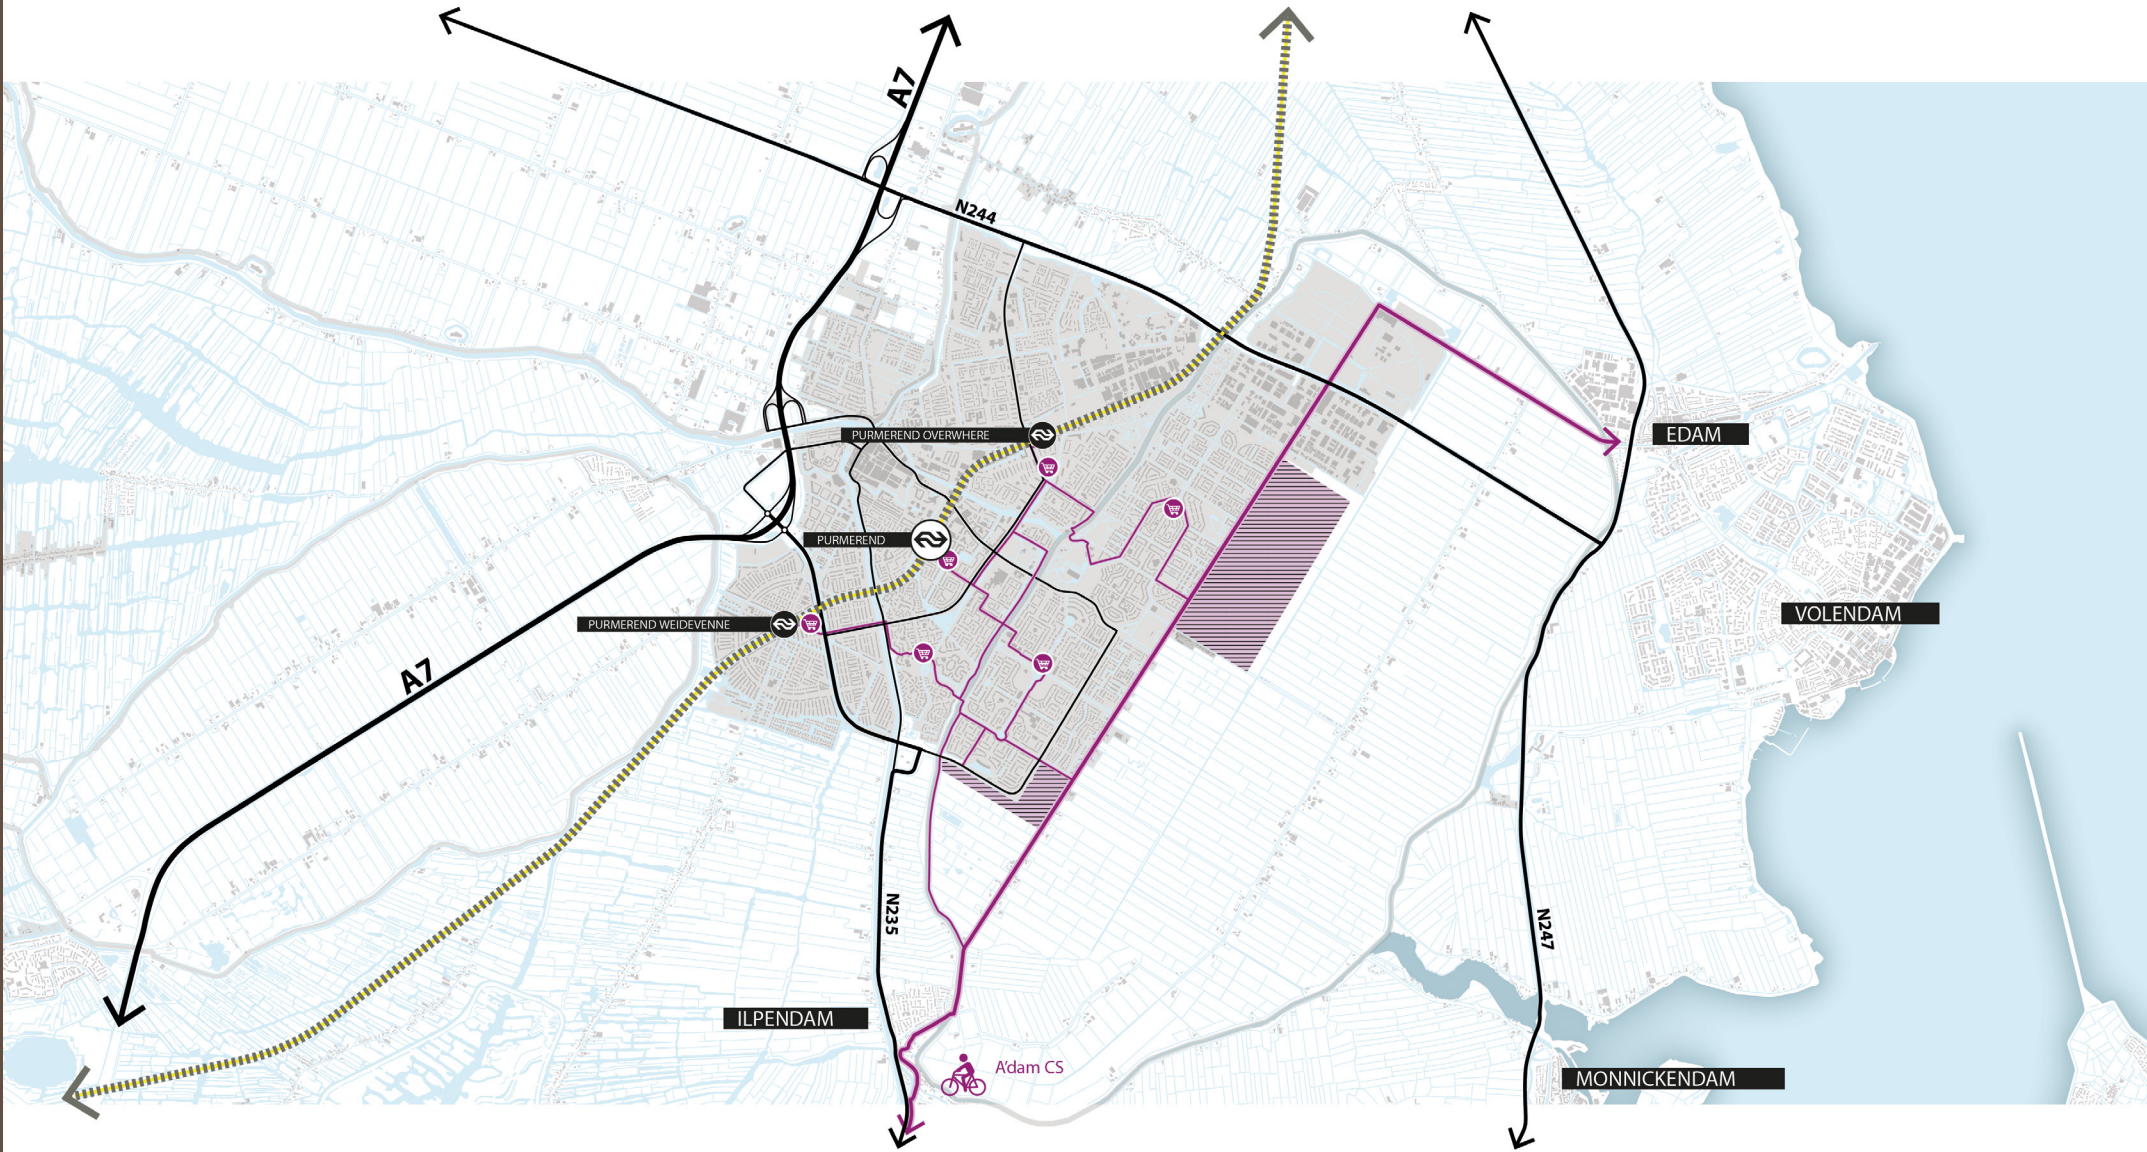 A7
N244
PURMEREND OVERWHERE
EDAM
PURMEREND
VOLENDAM
PURMEREND WEIDEVENNE
A7
N235
N247
ILPENDAM
A'dam CS
MONNICKENDAM